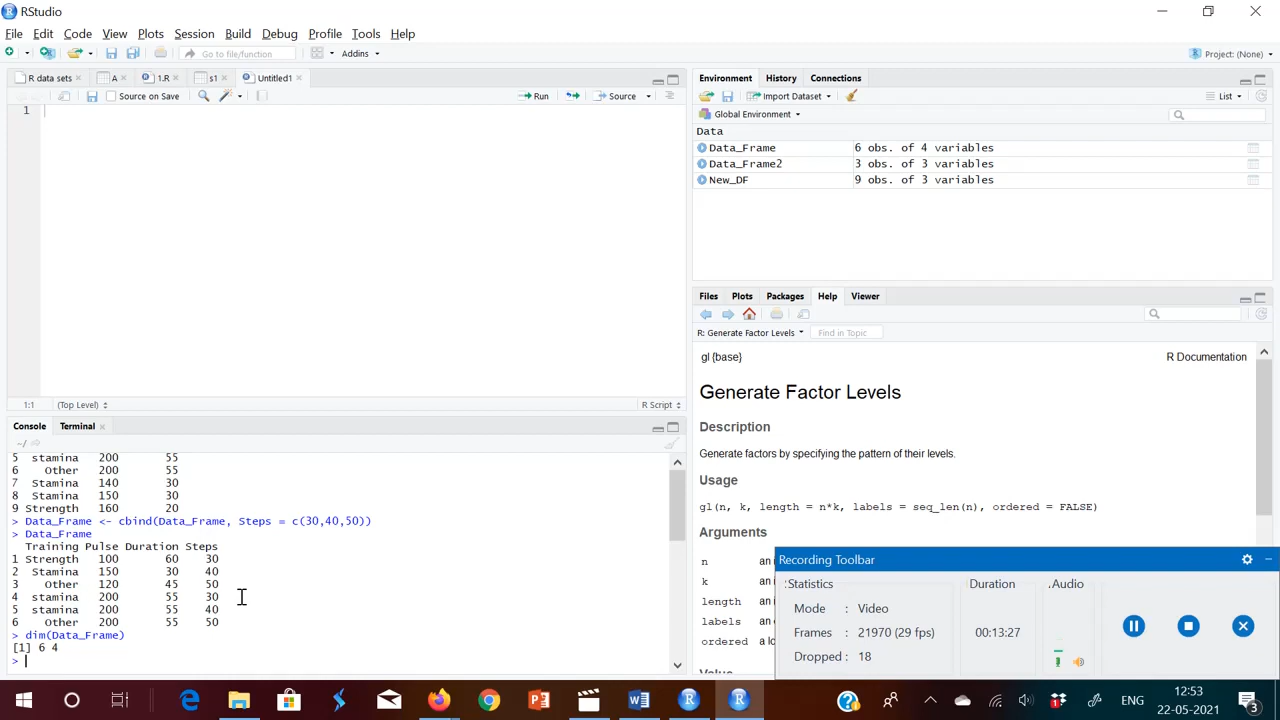 RStudio
File Edit Code View Plots Session Build Debug Profile Tools Help
Go to file/function Addins Project: (None)
R data sets A 1.R s1 Untitled1
Source on Save Run Source
1
1:1 (Top Level) R Script
Console Terminal
~/
5 stamina 200 55
6 Other 200 55
7 Stamina 140 30
8 Stamina 150 30
9 Strength 160 20
> Data_Frame <- cbind(Data_Frame, Steps = c(30,40,50))
> Data_Frame
Training Pulse Duration Steps
1 Strength 100 60 30
2 Stamina 150 30 40
3 Other 120 45 50
4 stamina 200 55 30
5 stamina 200 55 40
6 Other 200 55 50
> dim(Data_Frame)
[1] 6 4
>
Environment History Connections
Import Dataset List
Global Environment
Data
Data_Frame 6 obs. of 4 variables
Data_Frame2 3 obs. of 3 variables
New_DF 9 obs. of 3 variables
Files Plots Packages Help Viewer
R: Generate Factor Levels Find in Topic
gl {base} R Documentation
Generate Factor Levels
Description
Generate factors by specifying the pattern of their levels.
Usage
gl(n, k, length = n*k, labels = seq_len(n), ordered = FALSE)
Arguments
n an
k an
length an
labels an
ordered a lo
Value
Recording Toolbar
Statistics Duration Audio
Mode : Video
Frames : 21970 (29 fps) 00:13:27
Dropped : 18
ENG 12:53
22-05-2021
3